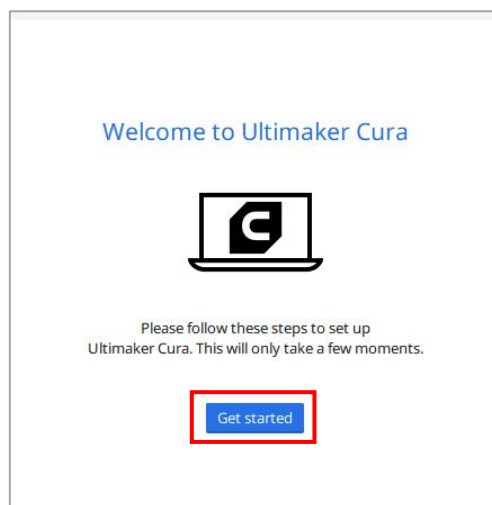 Welcome to Ultimaker Cura
Please follow these steps to set up
Ultimaker Cura. This will only take a few moments.
Get started